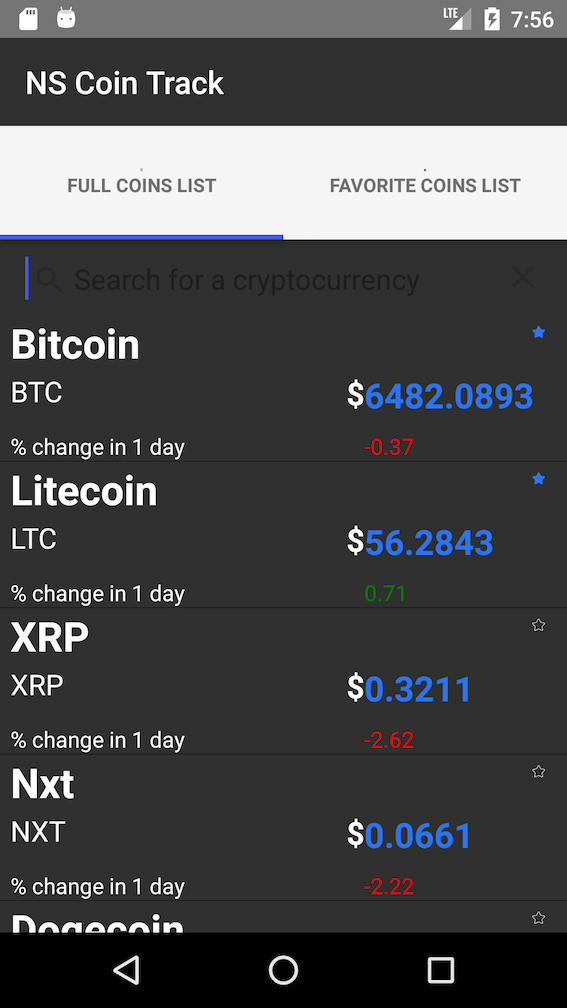 LTE 7:56
NS Coin Track
FULL COINS LIST FAVORITE COINS LIST
Search for a cryptocurrency
Bitcoin
BTC $6482.0893
% change in 1 day -0.37
Litecoin
LTC $56.2843
% change in 1 day 0.71
XRP
XRP $0.3211
% change in 1 day -2.62
Nxt
NXT $0.0661
% change in 1 day -2.22
Dogecoin